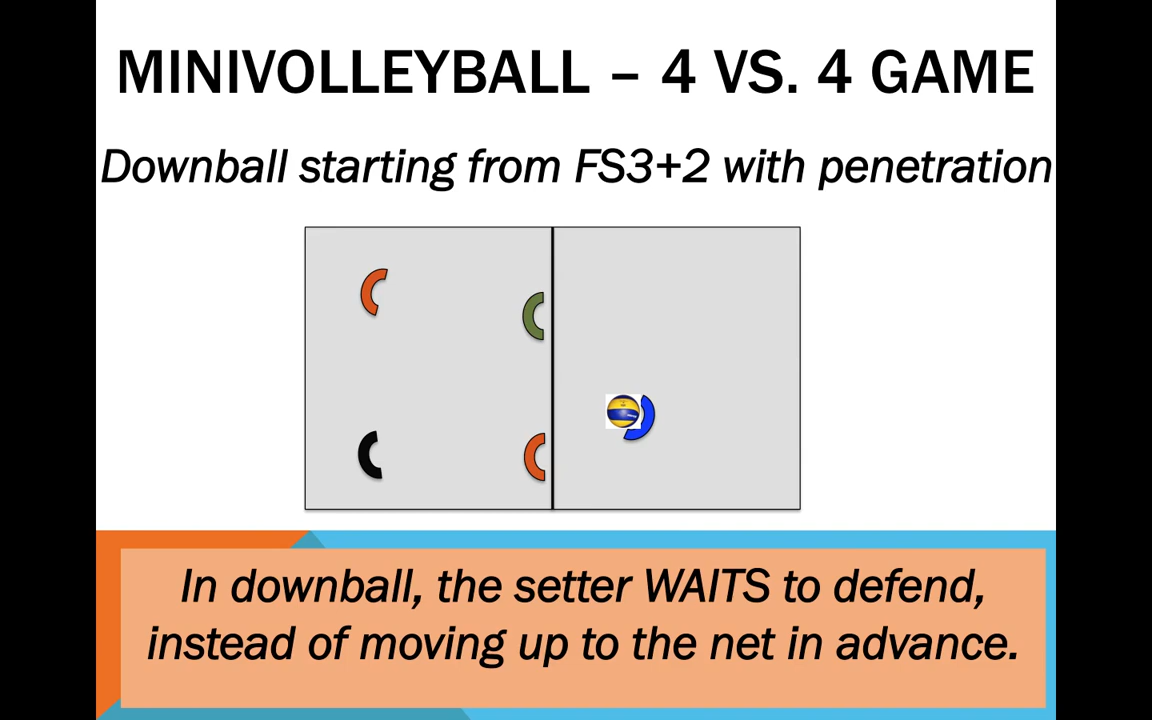 MINIVOLLEYBALL – 4 VS. 4 GAME
Downball starting from FS3+2 with penetration
In downball, the setter WAITS to defend,
instead of moving up to the net in advance.